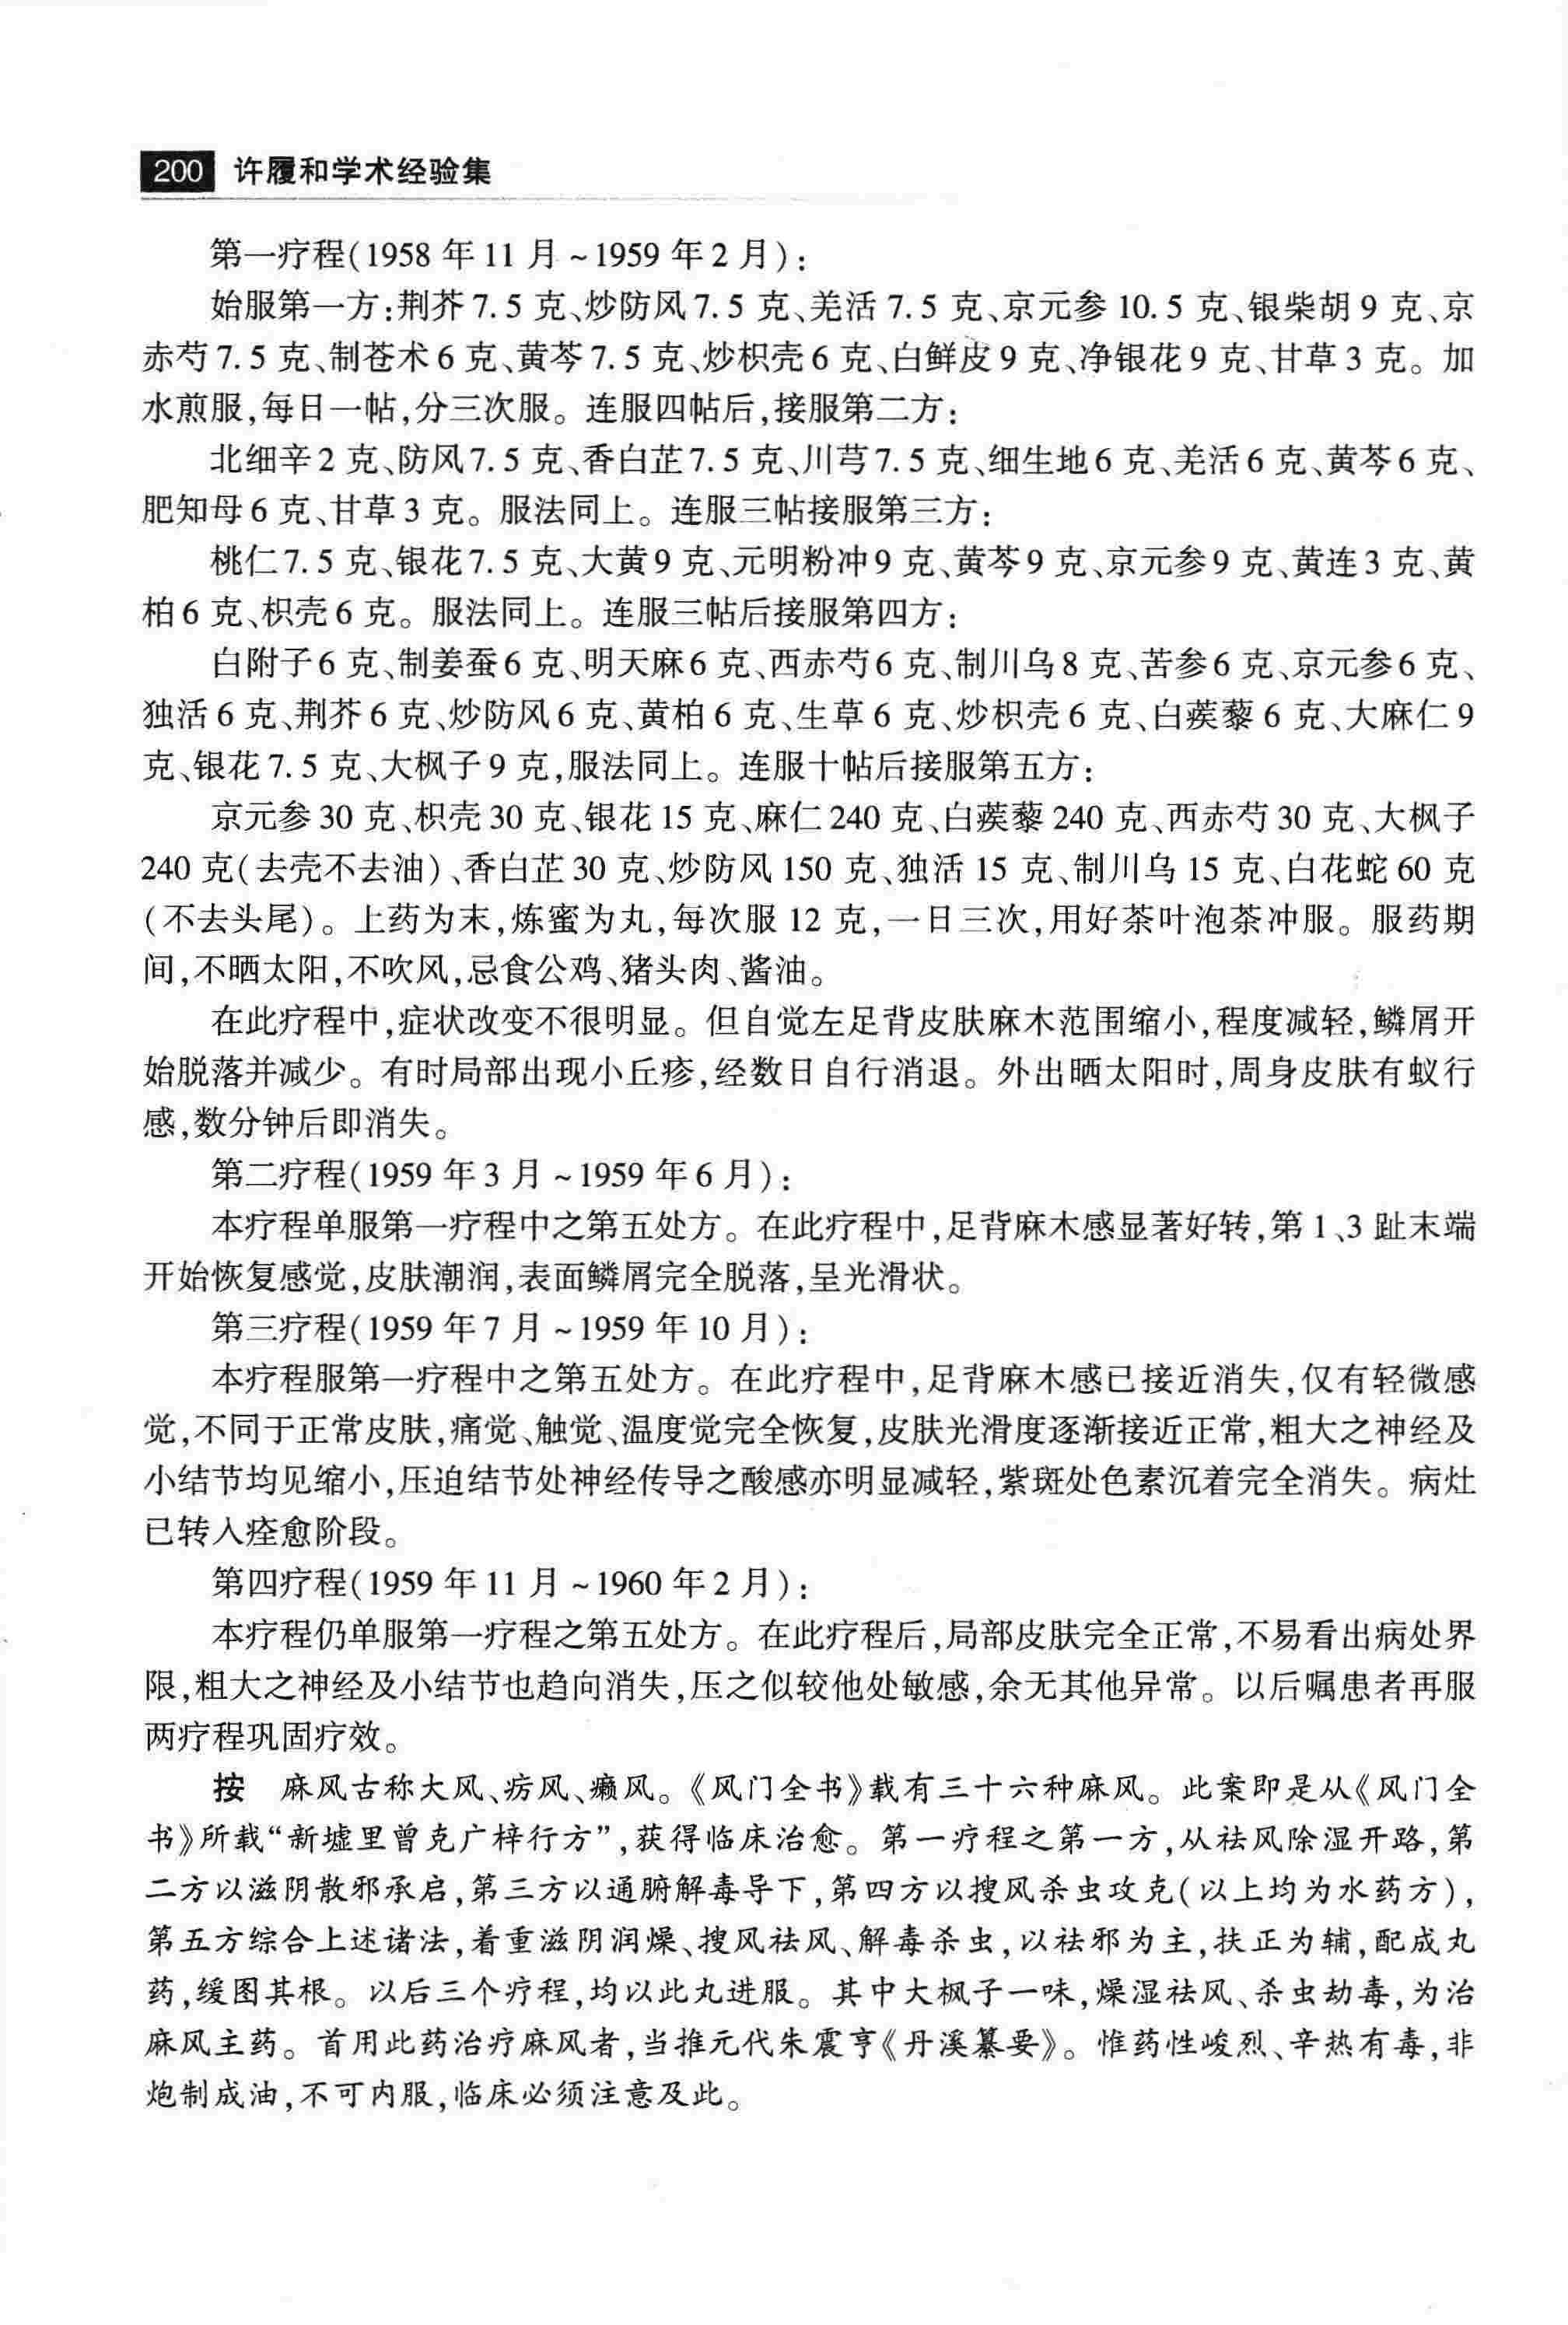 200 许履和学术经验集
第一疗程(1958 年 11 月~1959 年 2 月):
始服第一方:荆芥 7.5 克、炒防风 7.5 克、羌活 7.5 克、京元参 10.5 克、银柴胡 9 克、京
赤芍 7.5 克、制苍术 6 克、黄芩 7.5 克、炒枳壳 6 克、白鲜皮 9 克、净银花 9 克、甘草 3 克。加
水煎服,每日一帖,分三次服。连服四帖后,接服第二方:
北细辛 2 克、防风 7.5 克、香白芷 7.5 克、川芎 7.5 克、细生地 6 克、羌活 6 克、黄芩 6 克、
肥知母 6 克、甘草 3 克。服法同上。连服三帖接服第三方:
桃仁 7.5 克、银花 7.5 克、大黄 9 克、元明粉冲 9 克、黄芩 9 克、京元参 9 克、黄连 3 克、黄
柏 6 克、枳壳 6 克。服法同上。连服三帖后接服第四方:
白附子 6 克、制姜蚕 6 克、明天麻 6 克、西赤芍 6 克、制川乌 8 克、苦参 6 克、京元参 6 克、
独活 6 克、荆芥 6 克、炒防风 6 克、黄柏 6 克、生草 6 克、炒枳壳 6 克、白蒺藜 6 克、大麻仁 9
克、银花 7.5 克、大枫子 9 克,服法同上。连服十帖后接服第五方:
京元参 30 克、枳壳 30 克、银花 15 克、麻仁 240 克、白蒺藜 240 克、西赤芍 30 克、大枫子
240 克(去壳不去油)、香白芷 30 克、炒防风 150 克、独活 15 克、制川乌 15 克、白花蛇 60 克
(不去头尾)。上药为末,炼蜜为丸,每次服 12 克,一日三次,用好茶叶泡茶冲服。服药期
间,不晒太阳,不吹风,忌食公鸡、猪头肉、酱油。
在此疗程中,症状改变不很明显。但自觉左足背皮肤麻木范围缩小,程度减轻,鳞屑开
始脱落并减少。有时局部出现小丘疹,经数日自行消退。外出晒太阳时,周身皮肤有蚁行
感,数分钟后即消失。
第二疗程(1959 年 3 月~1959 年 6 月):
本疗程单服第一疗程中之第五处方。在此疗程中,足背麻木感显著好转,第 1、3 趾末端
开始恢复感觉,皮肤潮润,表面鳞屑完全脱落,呈光滑状。
第三疗程(1959 年 7 月~1959 年 10 月):
本疗程服第一疗程中之第五处方。在此疗程中,足背麻木感已接近消失,仅有轻微感
觉,不同于正常皮肤,痛觉、触觉、温度觉完全恢复,皮肤光滑度逐渐接近正常,粗大之神经及
小结节均见缩小,压迫结节处神经传导之酸感亦明显减轻,紫斑处色素沉着完全消失。病灶
已转入痊愈阶段。
第四疗程(1959 年 11 月~1960 年 2 月):
本疗程仍单服第一疗程之第五处方。在此疗程后,局部皮肤完全正常,不易看出病处界
限,粗大之神经及小结节也趋向消失,压之似较他处敏感,余无其他异常。以后嘱患者再服
两疗程巩固疗效。
按 麻风古称大风、疠风、癞风。《风门全书》载有三十六种麻风。此案即是从《风门全
书》所载“新墟里曾克广梓行方”,获得临床治愈。第一疗程之第一方,从祛风除湿开路,第
二方以滋阴散邪承启,第三方以通腑解毒导下,第四方以搜风杀虫攻克(以上均为水药方),
第五方综合上述诸法,着重滋阴润燥、搜风祛风、解毒杀虫,以祛邪为主,扶正为辅,配成丸
药,缓图其根。以后三个疗程,均以此丸进服。其中大枫子一味,燥湿祛风、杀虫劫毒,为治
麻风主药。首用此药治疗麻风者,当推元代朱震亨《丹溪纂要》。惟药性峻烈、辛热有毒,非
炮制成油,不可内服,临床必须注意及此。